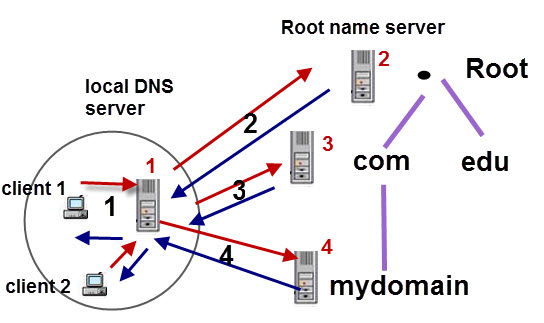 Root name server
2
Root
local DNS
server
2
1
3
com
edu
client 1
1
3
4
4
mydomain
client 2